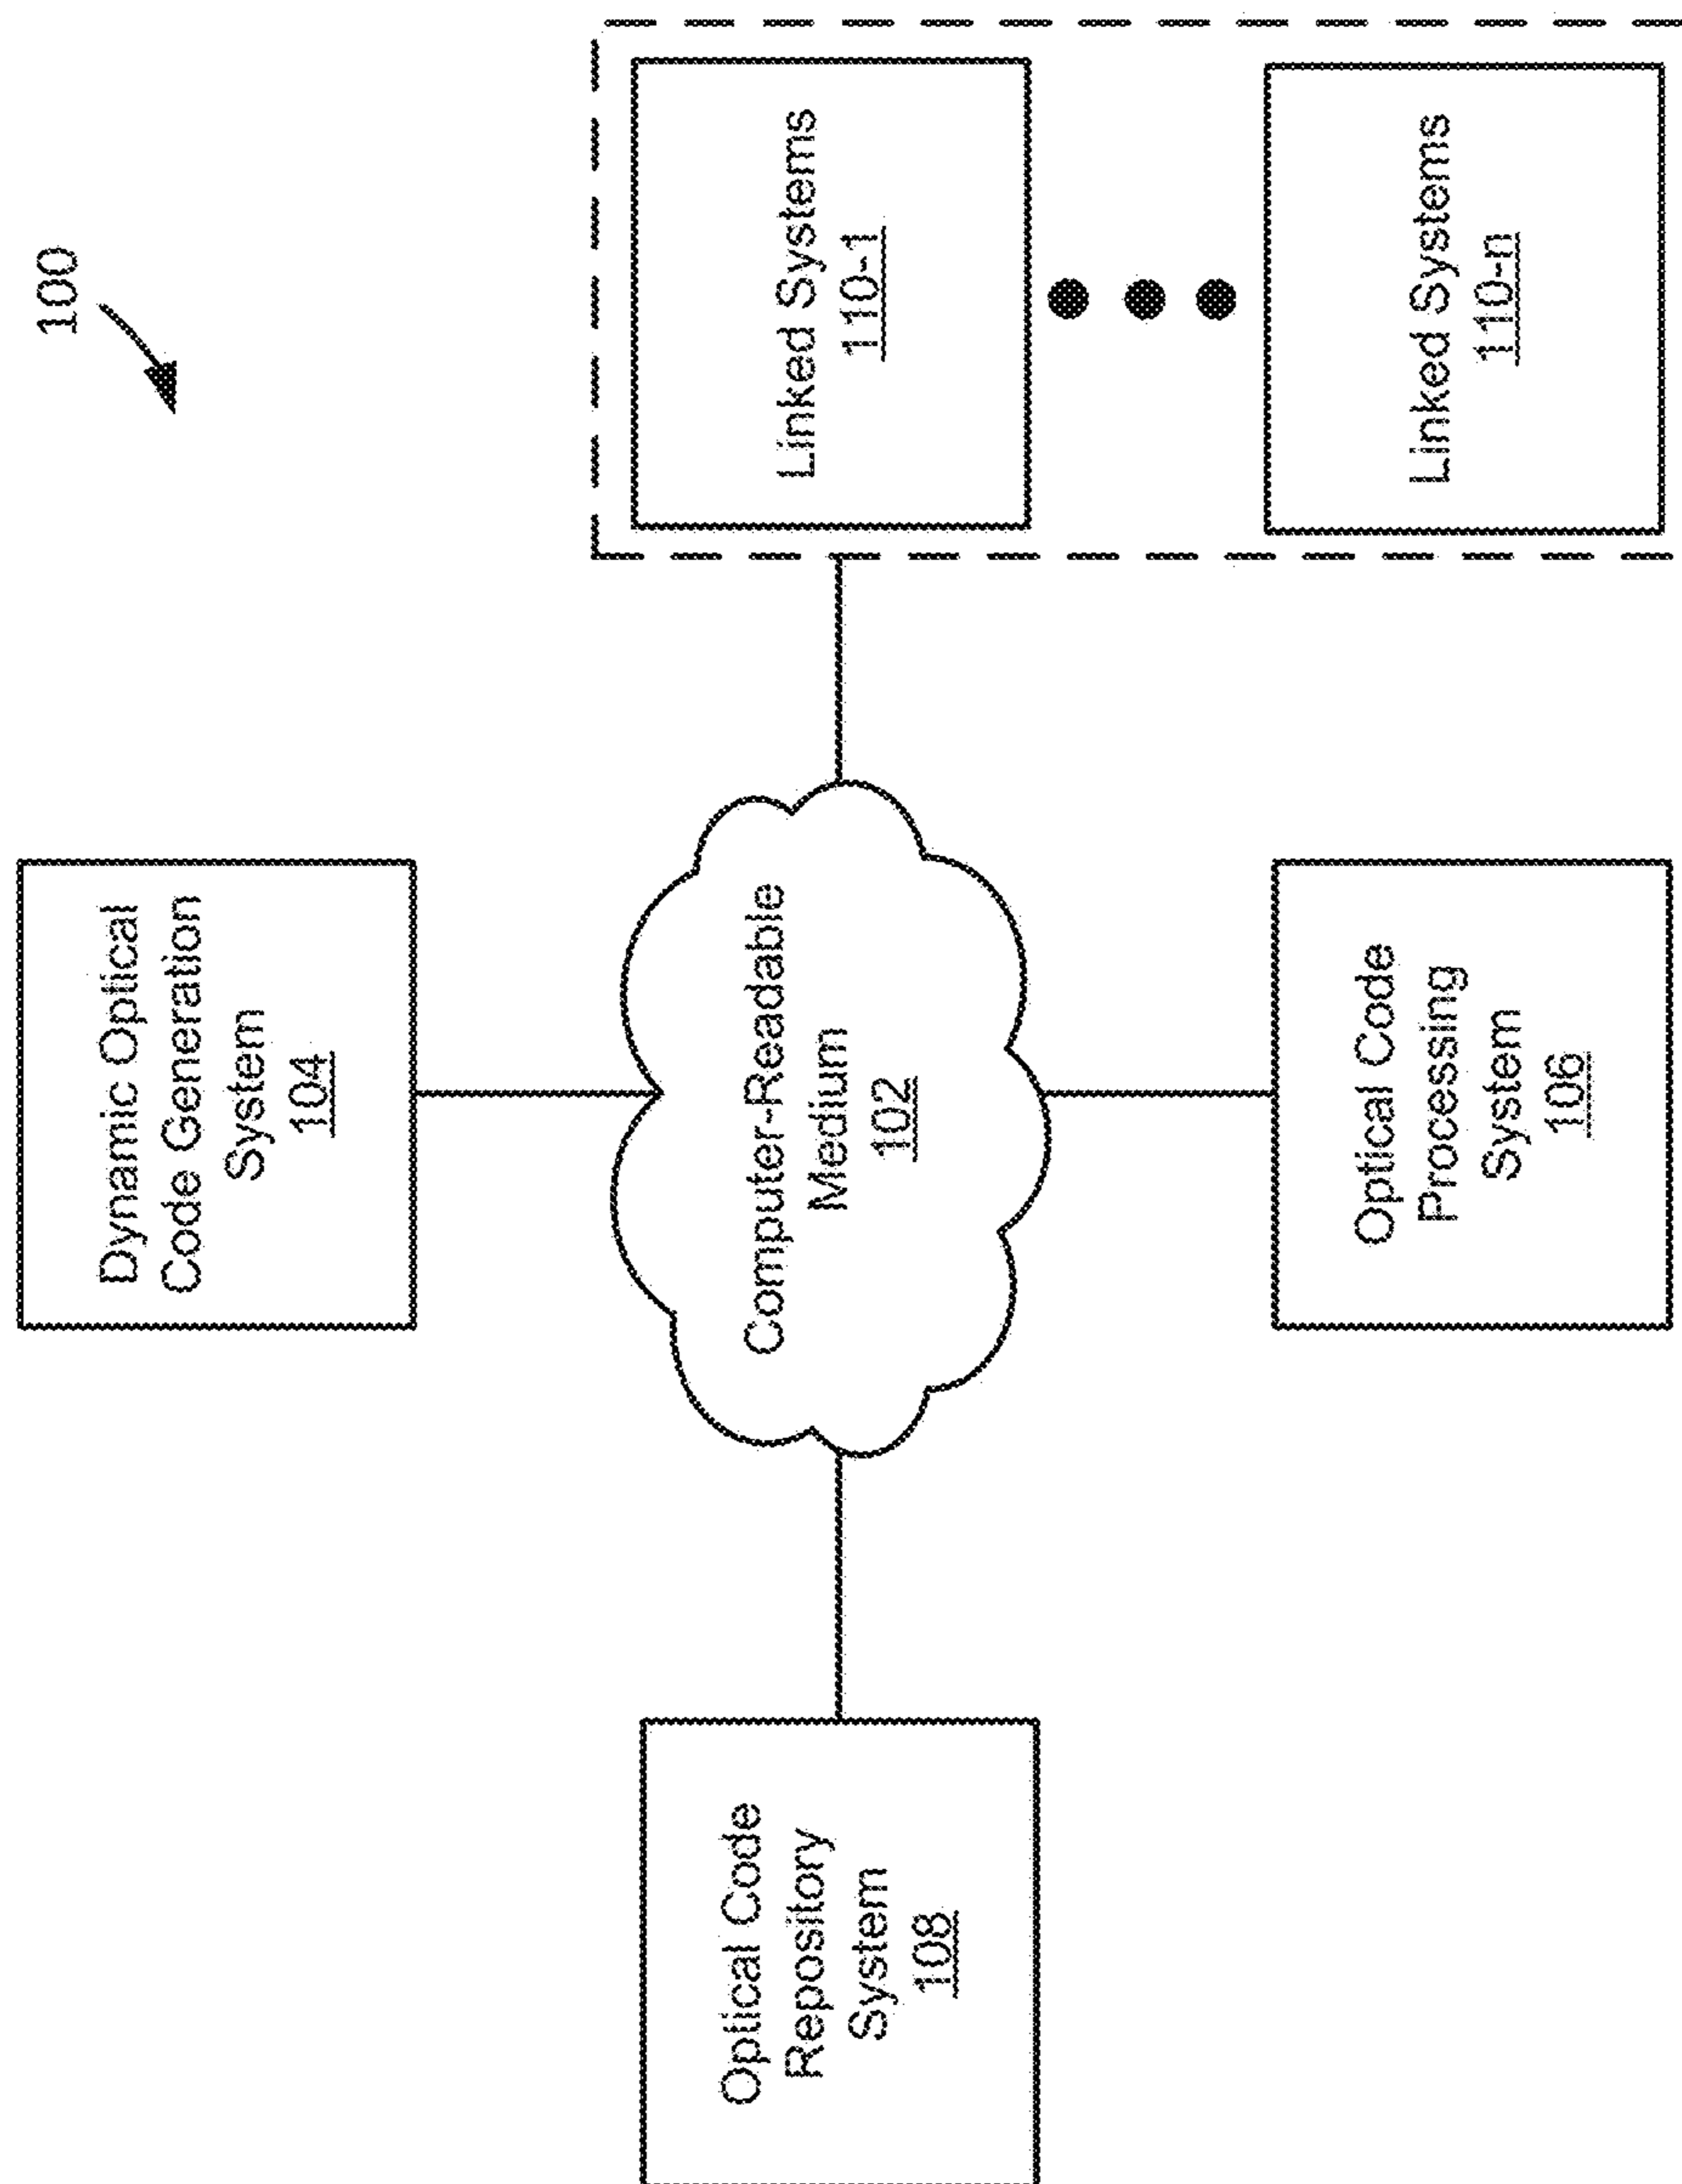 100
Dynamic Optical
Code Generation
System
104
Linked Systems
110-1
Computer-Readable
Medium
102
Optical Code
Repository
System
108
Linked Systems
110-n
Optical Code
Processing
System
106